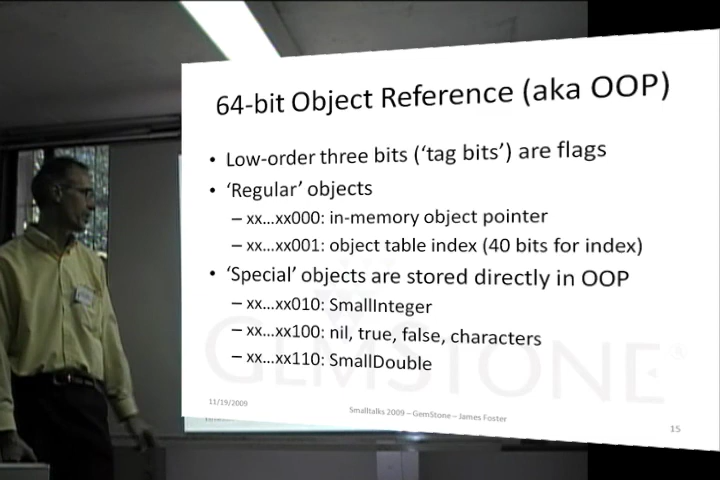 64-bit Object Reference (aka OOP)
• Low-order three bits (‘tag bits’) are flags
• ‘Regular’ objects
– xx…xx000: in-memory object pointer
– xx…xx001: object table index (40 bits for index)
• ‘Special’ objects are stored directly in OOP
– xx…xx010: SmallInteger
– xx…xx100: nil, true, false, characters
– xx…xx110: SmallDouble
GEMSTONE
11/19/2009
Smalltalks 2009 – GemStone – James Foster
15